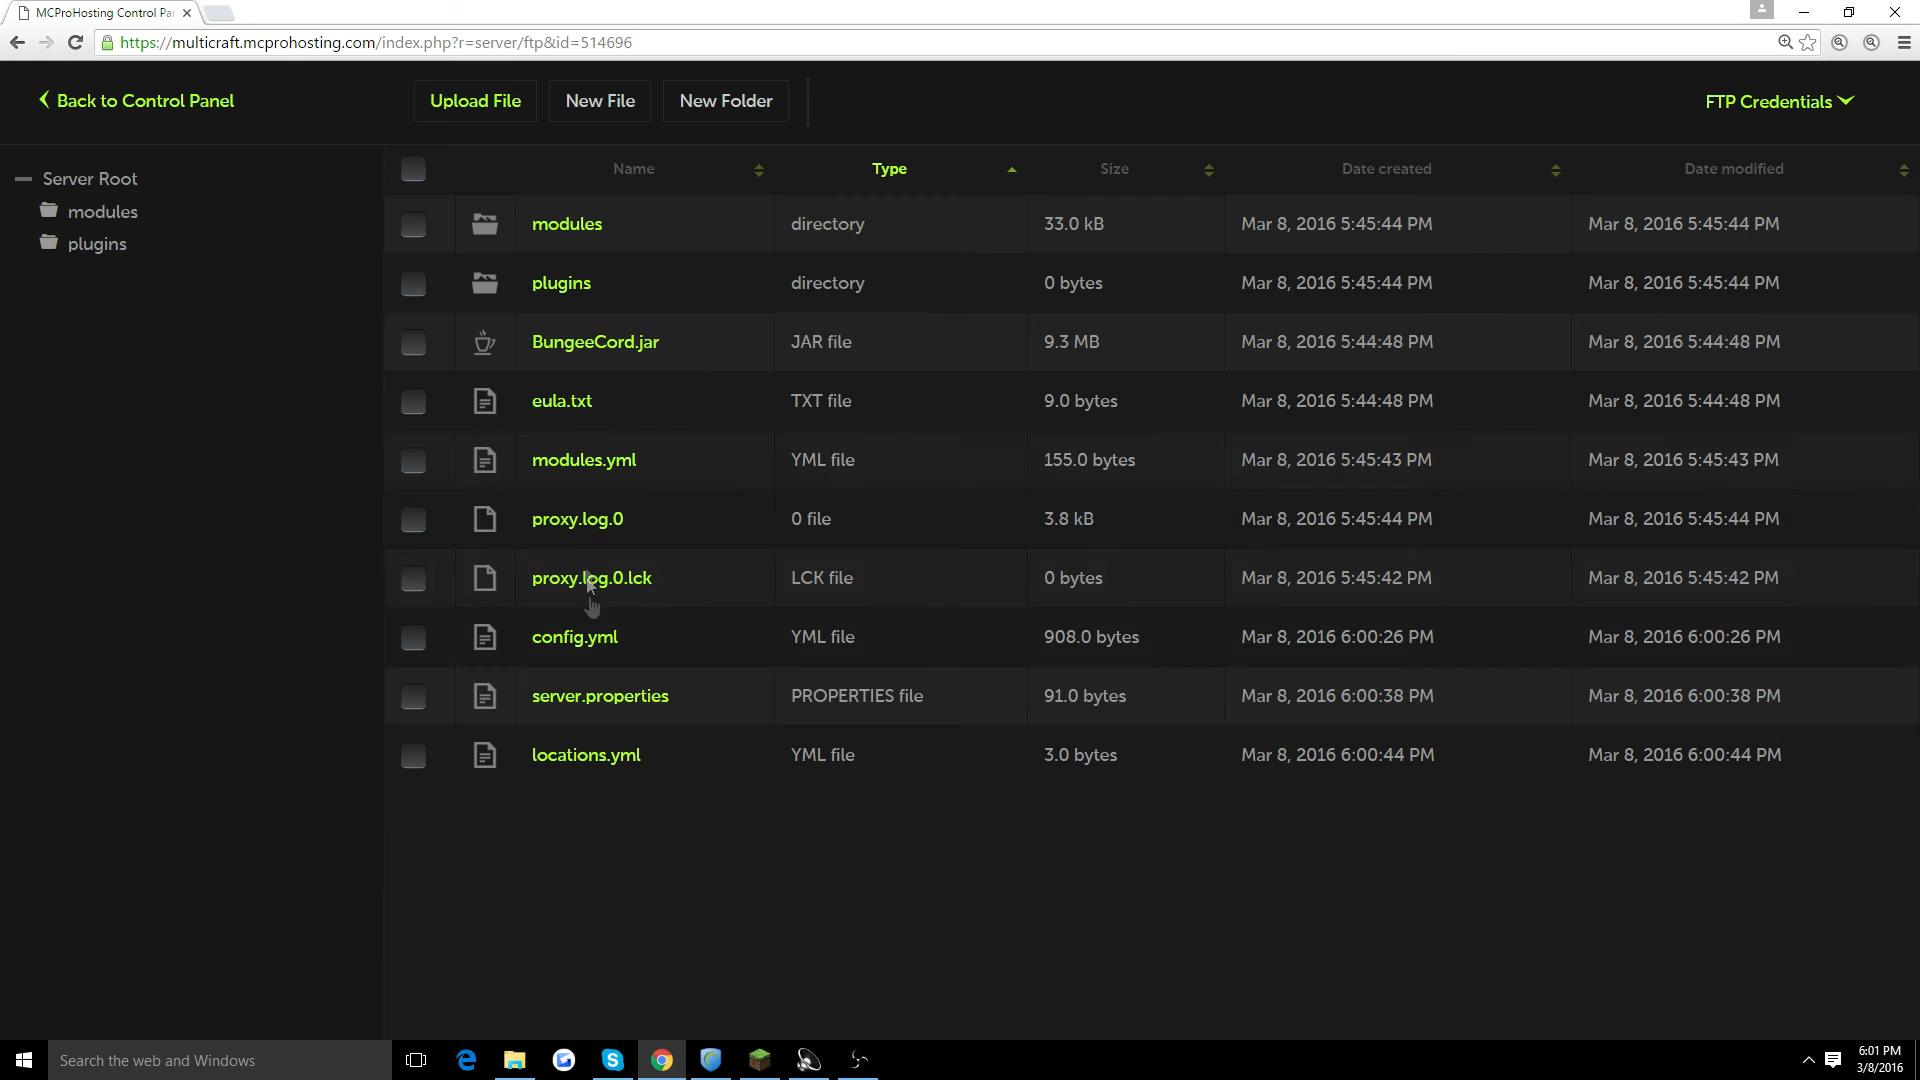 MCProHosting Control Pa
https://multicraft.mcprohosting.com/index.php?r=server/ftp&id=514696
Back to Control Panel
Upload File
New File
New Folder
FTP Credentials
Server Root
modules
plugins
Name Type Size Date created Date modified
modules directory 33.0 kB Mar 8, 2016 5:45:44 PM Mar 8, 2016 5:45:44 PM
plugins directory 0 bytes Mar 8, 2016 5:45:44 PM Mar 8, 2016 5:45:44 PM
BungeeCord.jar JAR file 9.3 MB Mar 8, 2016 5:44:48 PM Mar 8, 2016 5:44:48 PM
eula.txt TXT file 9.0 bytes Mar 8, 2016 5:44:48 PM Mar 8, 2016 5:44:48 PM
modules.yml YML file 155.0 bytes Mar 8, 2016 5:45:43 PM Mar 8, 2016 5:45:43 PM
proxy.log.0 0 file 3.8 kB Mar 8, 2016 5:45:44 PM Mar 8, 2016 5:45:44 PM
proxy.log.0.lck LCK file 0 bytes Mar 8, 2016 5:45:42 PM Mar 8, 2016 5:45:42 PM
config.yml YML file 908.0 bytes Mar 8, 2016 6:00:26 PM Mar 8, 2016 6:00:26 PM
server.properties PROPERTIES file 91.0 bytes Mar 8, 2016 6:00:38 PM Mar 8, 2016 6:00:38 PM
locations.yml YML file 3.0 bytes Mar 8, 2016 6:00:44 PM Mar 8, 2016 6:00:44 PM
Search the web and Windows
6:01 PM
3/8/2016